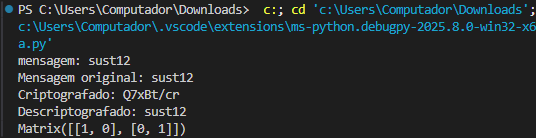 PS C:\Users\Computador\Downloads> c:; cd 'c:\Users\Computador\Downloads';
c:\Users\Computador\.vscode\extensions\ms-python.debugpy-2025.8.0-win32-x6
a.py'
mensagem: sust12
Mensagem original: sust12
Criptografado: Q7xBt/cr
Descriptografado: sust12
Matrix([[1, 0], [0, 1]])